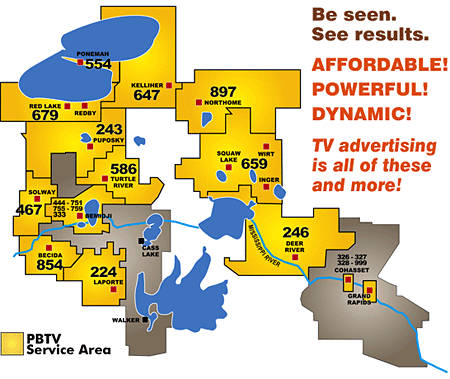 Be seen.
See results.
AFFORDABLE!
POWERFUL!
DYNAMIC!
TV advertising
is all of these
and more!
PONEMAH
554
KELLIHER
647
RED LAKE
679
REDBY
897
NORTHOME
243
PUPOSKY
586
TURTLE
RIVER
SQUAW
LAKE
659
WIRT
INGER
SOLWAY
467
444 - 751
755 - 759
333
BEMIDJI
BECIDA
854
224
LAPORTE
CASS
LAKE
WALKER
MISSISSIPPI RIVER
246
DEER
RIVER
326 - 327
328 - 999
COHASSET
GRAND
RAPIDS
PBTV
Service Area